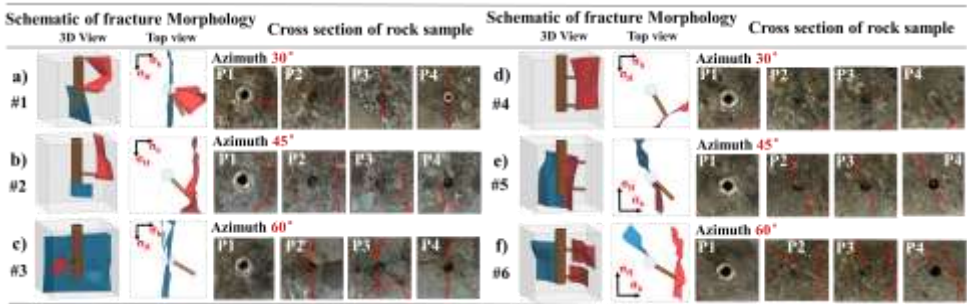 Schematic of fracture Morphology
3D View Top view
Cross section of rock sample
Schematic of fracture Morphology
3D View Top view
Cross section of rock sample
a)
#1
Azimuth 30°
P1 P2 P3 P4
b)
#2
Azimuth 45°
P1 P2 P3 P4
c)
#3
Azimuth 60°
P1 P2 P3 P4
d)
#4
Azimuth 30°
P1 P2 P3 P4
e)
#5
Azimuth 45°
P1 P2 P3 P4
f)
#6
Azimuth 60°
P1 P2 P3 P4